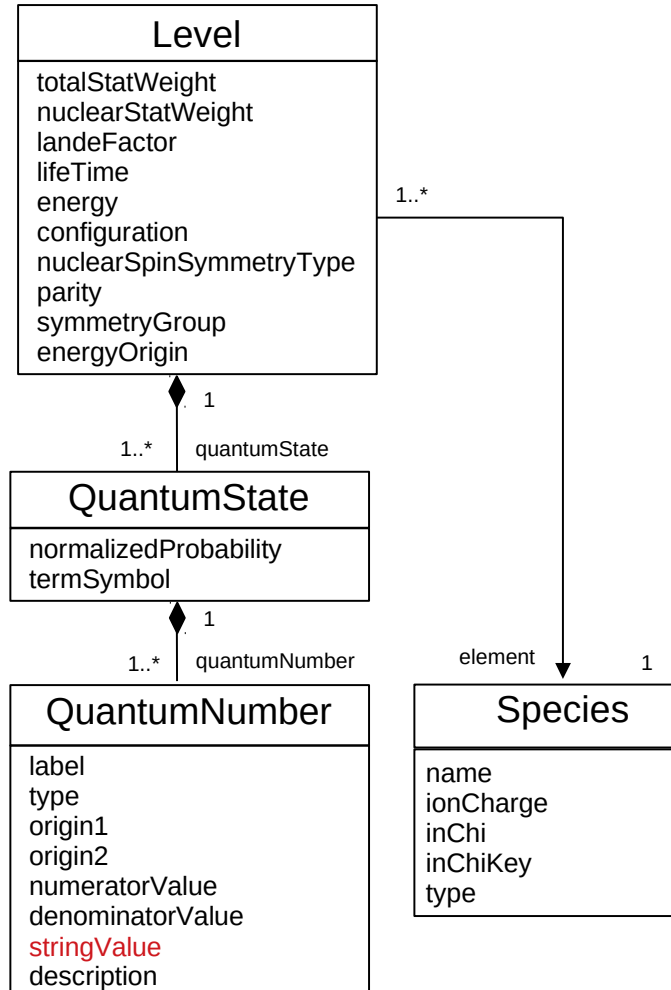 Level
totalStatWeight
nuclearStatWeight
landeFactor
lifeTime
energy
configuration
nuclearSpinSymmetryType
parity
symmetryGroup
energyOrigin
1..*
1
1..* quantumState
QuantumState
normalizedProbability
termSymbol
1
1..* quantumNumber
element 1
QuantumNumber
label
type
origin1
origin2
numeratorValue
denominatorValue
stringValue
description
Species
name
ionCharge
inChi
inChiKey
type